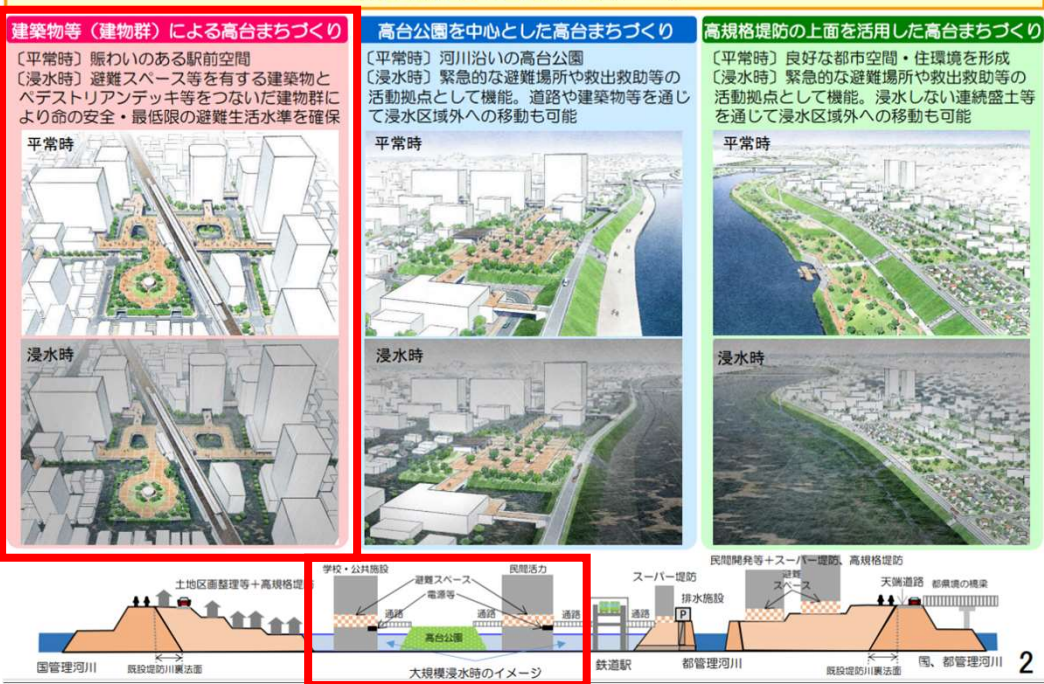 建築物等（建物群）による高台まちづくり
〔平常時〕賑わいのある駅前空間
〔浸水時〕避難スペース等を有する建築物と
ペデストリアンデッキ等をつないだ建物群に
より命の安全・最低限の避難生活水準を確保
平常時
浸水時
高台公園を中心とした高台まちづくり
〔平常時〕河川沿いの高台公園
〔浸水時〕緊急的な避難場所や救出救助等の
活動拠点として機能。道路や建築物等を通じ
て浸水区域外への移動も可能
平常時
浸水時
高規格堤防の上面を活用した高台まちづくり
〔平常時〕良好な都市空間・住環境を形成
〔浸水時〕緊急的な避難場所や救出救助等の
活動拠点として機能。浸水しない連続盛土等
を通じて浸水区域外への移動も可能
平常時
浸水時
土地区画整理等＋高規格堤防
国管理河川
既設堤防川裏法面
学校・公共施設
民間活力
避難スペース
電源等
通路
通路
通路
高台公園
大規模浸水時のイメージ
鉄道駅
通路
スーパー堤防
排水施設
P
都管理河川
民間開発等＋スーパー堤防、高規格堤防
避難
スペース
天端道路
都県境の橋梁
既設堤防川裏法面
国、都管理河川
2